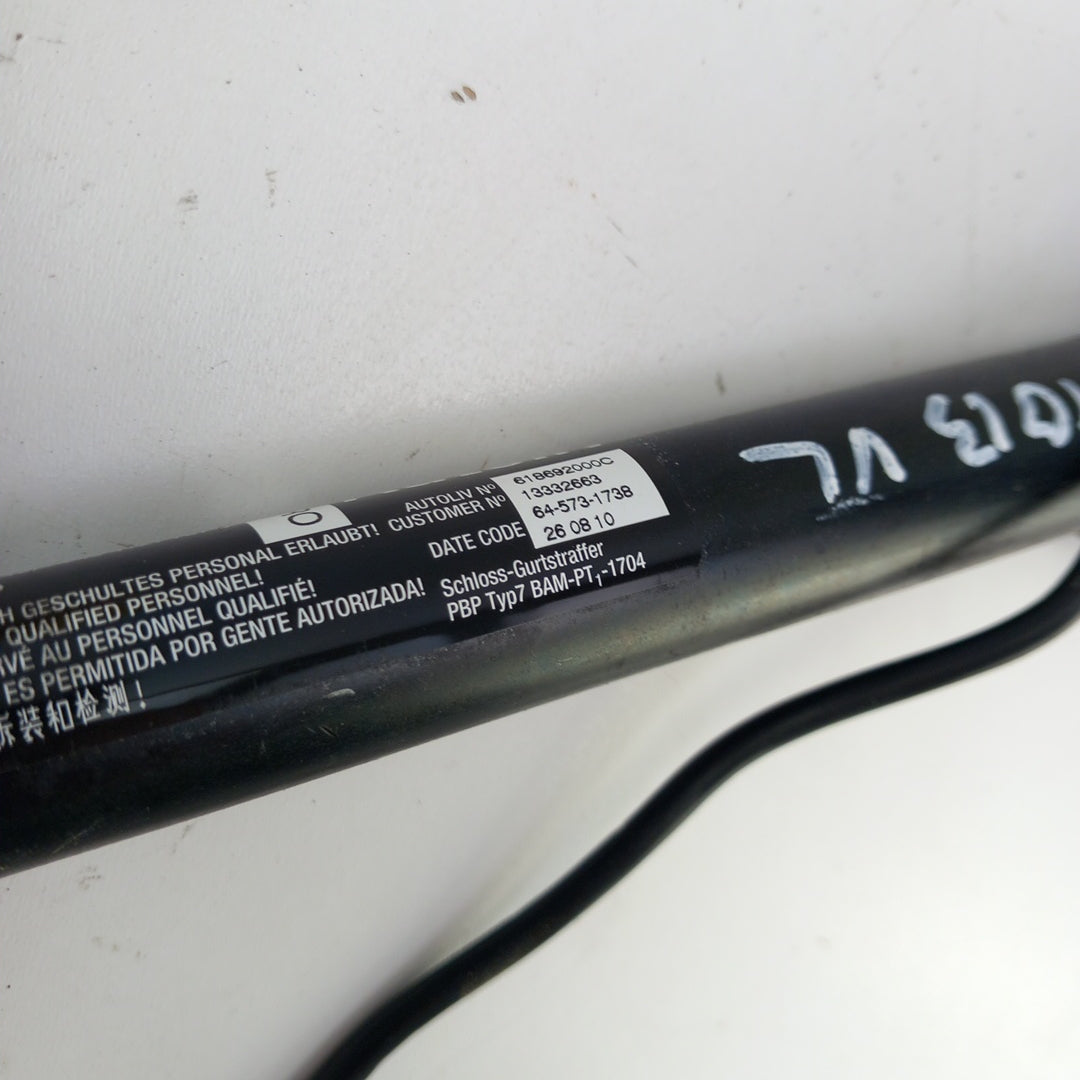 O
H GESCHULTES PERSONAL ERLAUBT!
QUALIFIED PERSONNEL!
RVÉ AU PERSONNEL QUALIFIÉ!
ES PERMITIDA POR GENTE AUTORIZADA!
拆装和检测！
AUTOLIV Nº 618692000C
CUSTOMER Nº 13332663
64-573-1738
DATE CODE 26 08 10
Schloss-Gurtstraffer
PBP Typ7 BAM-PT₁-1704
VL